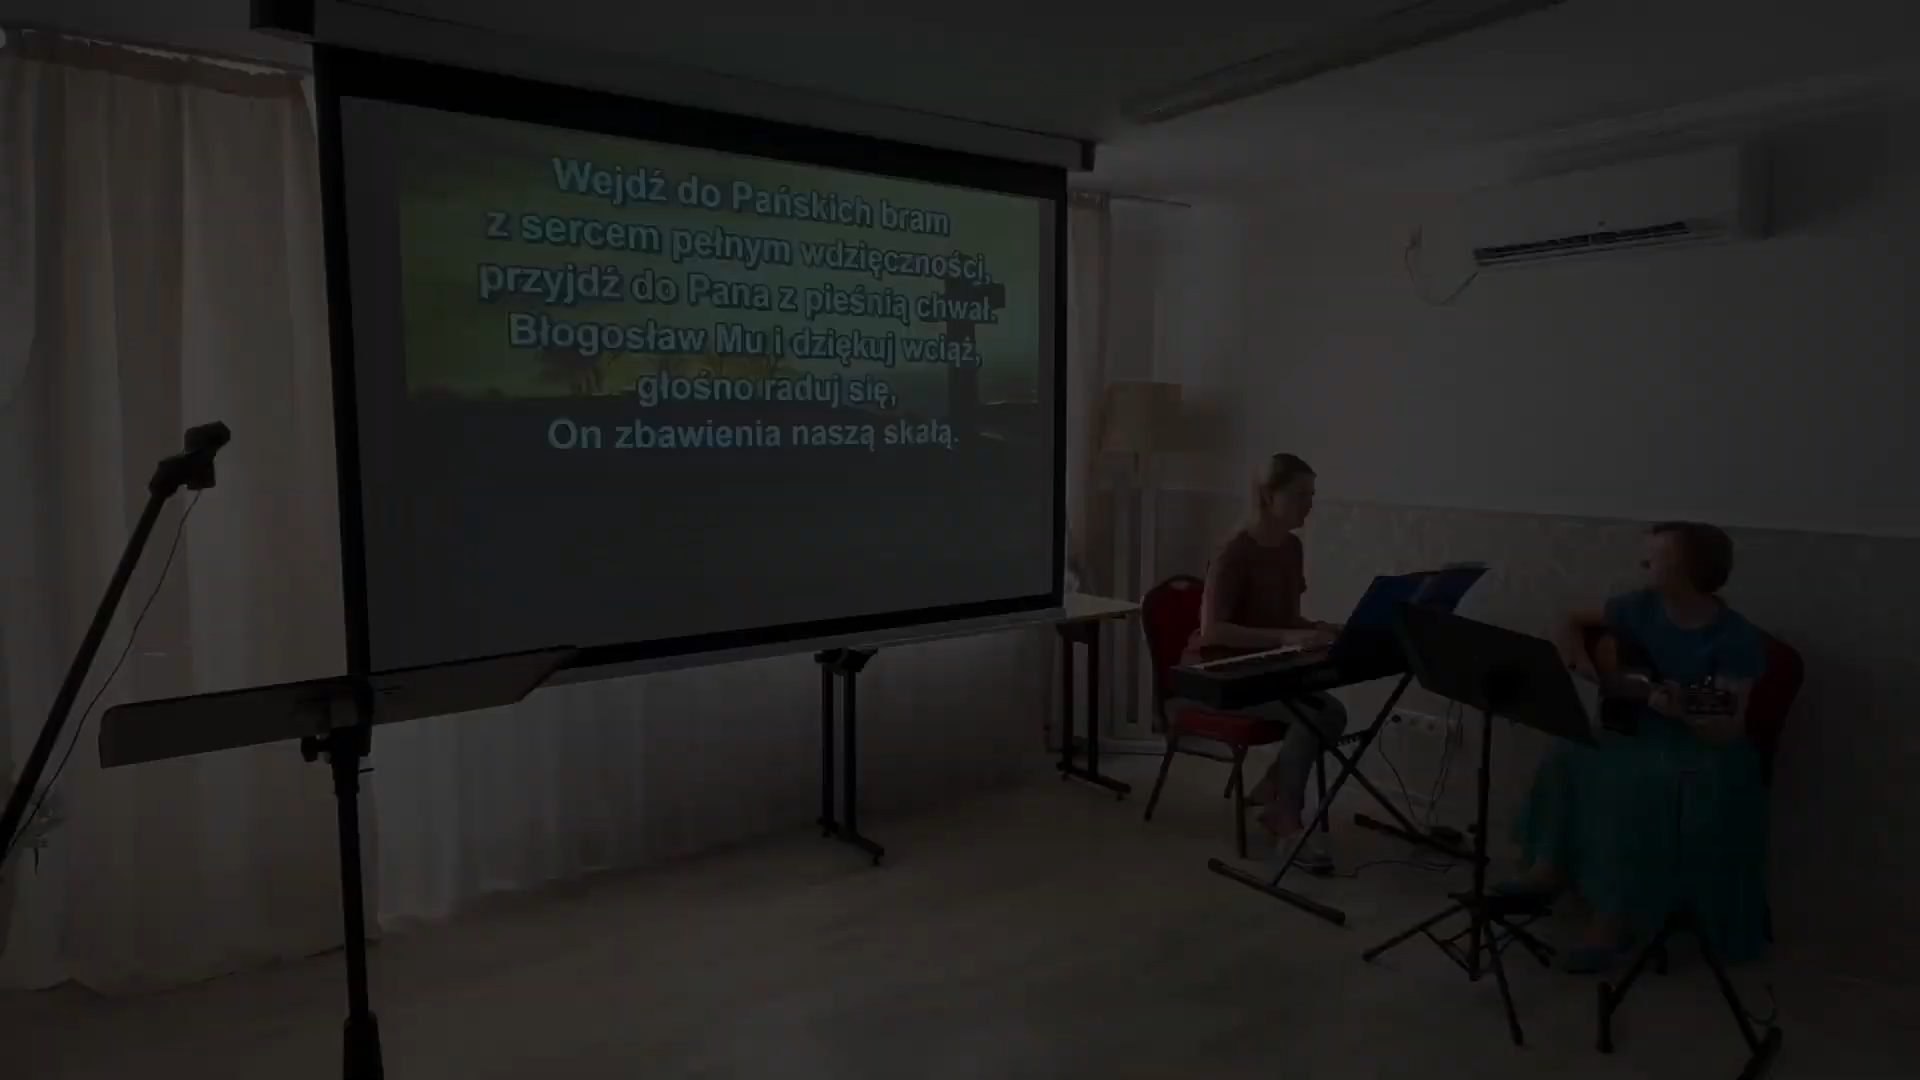 Wejdź do Pańskich bram
z sercem pełnym wdzięczności,
przyjdź do Pana z pieśnią chwał.
Błogosław Mu i dziękuj wciąż,
głośno raduj się,
On zbawienia naszą skałą.